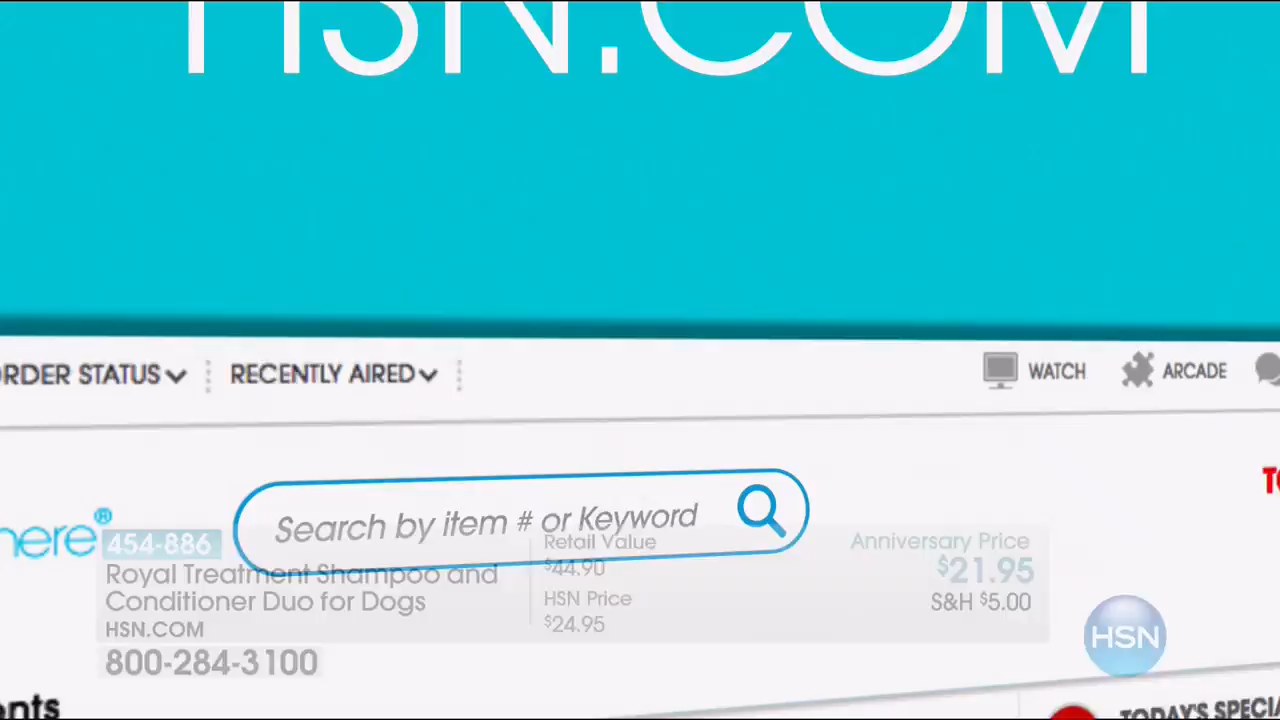 HSN.COM
ORDER STATUS
RECENTLY AIRED
WATCH
ARCADE
Search by item # or Keyword
here®
454-886
Royal Treatment Shampoo and
Conditioner Duo for Dogs
HSN.COM
800-284-3100
Retail Value
$44.90
HSN Price
$24.95
Anniversary Price
$21.95
S&H $5.00
HSN
TODAY'S SPECIA